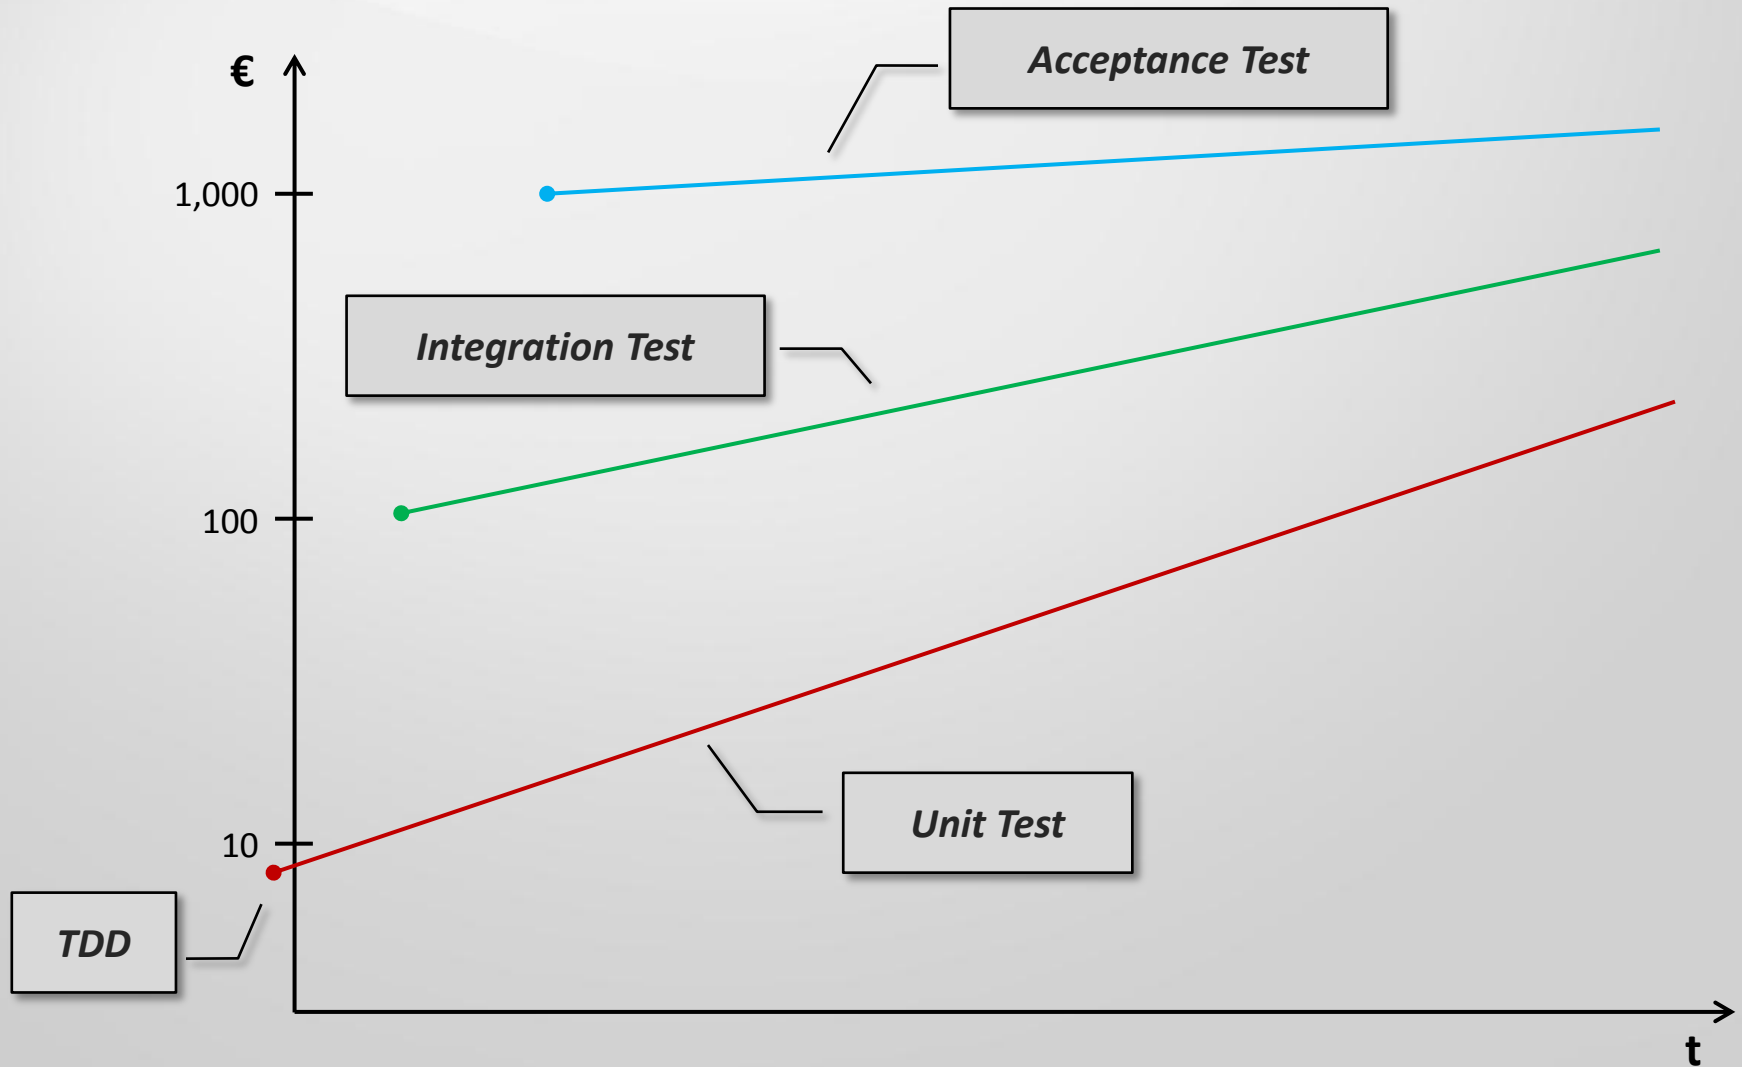 Acceptance Test
€
1,000
Integration Test
100
Unit Test
10
TDD
t